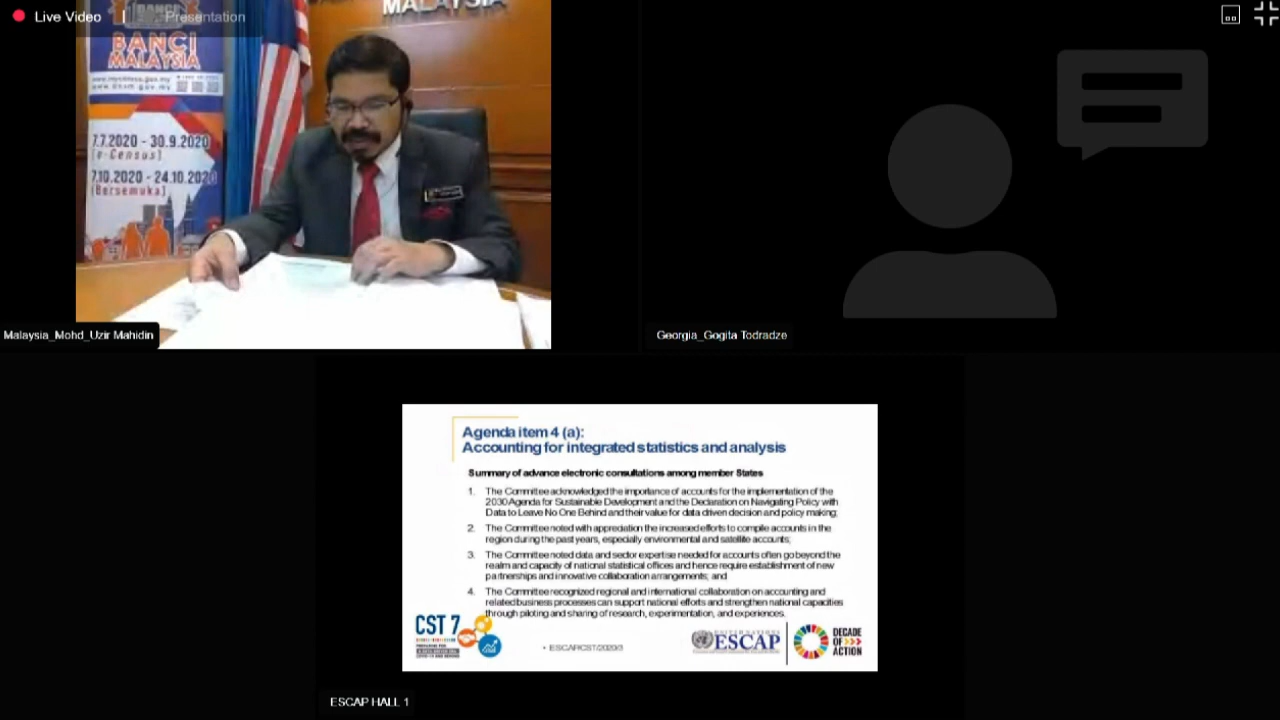 Live Video | Presentation
MALAYSIA
BANCI
MALAYSIA
7.7.2020 - 30.9.2020
[e-Census]
7.10.2020 - 24.10.2020
[Bersemuka]
Malaysia_Mohd_Uzir Mahidin
Georgia_Gogita Todradze
Agenda item 4 (a):
Accounting for integrated statistics and analysis
Summary of advance electronic consultations among member States
1. The Committee acknowledged the importance of accounts for the implementation of the
2030 Agenda for Sustainable Development and the Declaration on Navigating Policy with
Data to Leave No One Behind and their value for data driven decision and policy making;
2. The Committee noted with appreciation the increased efforts to compile accounts in the
region during the past years, especially environmental and satellite accounts;
3. The Committee noted data and sector expertise needed for accounts often go beyond the
realm and capacity of national statistical offices and hence require establishment of new
partnerships and innovative collaboration arrangements; and
4. The Committee recognized regional and international collaboration on accounting and
related business processes can support national efforts and strengthen national capacities
through piloting and sharing of research, experimentation, and experiences.
CST 7
• ESCAP/CST/2020/3
UNITED NATIONS
ESCAP
DECADE
OF >>>
ACTION
ESCAP HALL 1